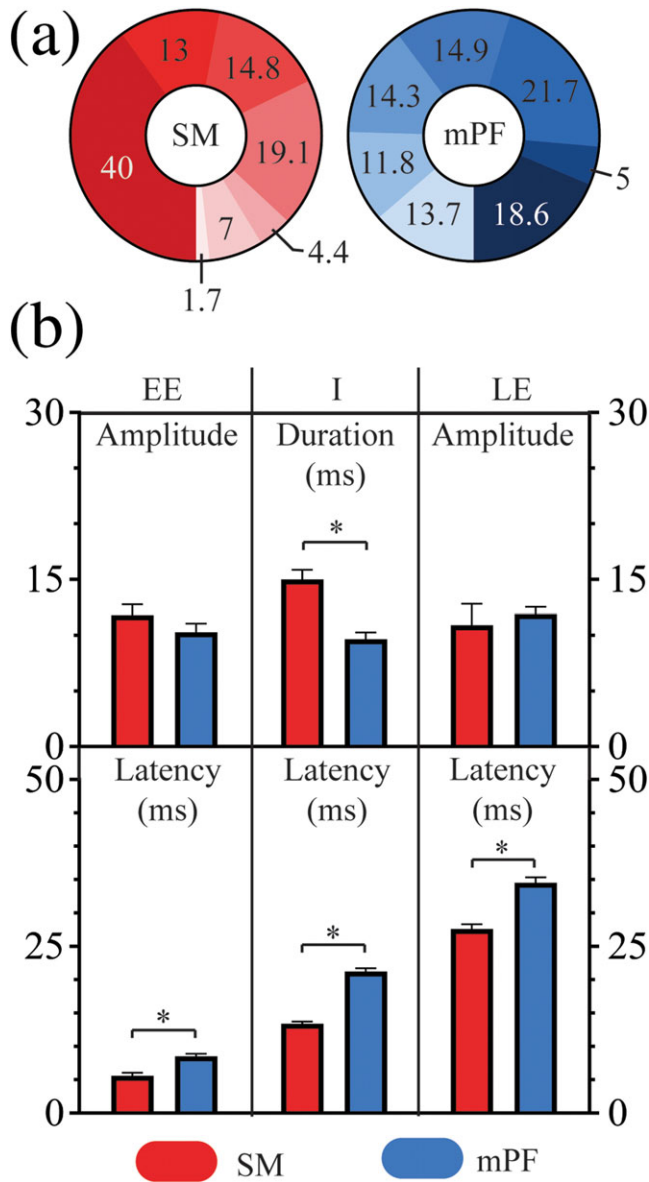 (a)
13 14.8 14.9 21.7
40 SM 19.1 14.3 mPF
11.8 5
7 4.4 13.7 18.6
1.7
(b)
EE I LE
30 Amplitude Duration Amplitude 30
(ms)
*
15 15
0 0
50 Latency Latency Latency 50
(ms) (ms) (ms)
*
*
25 25
*
0 0
SM mPF